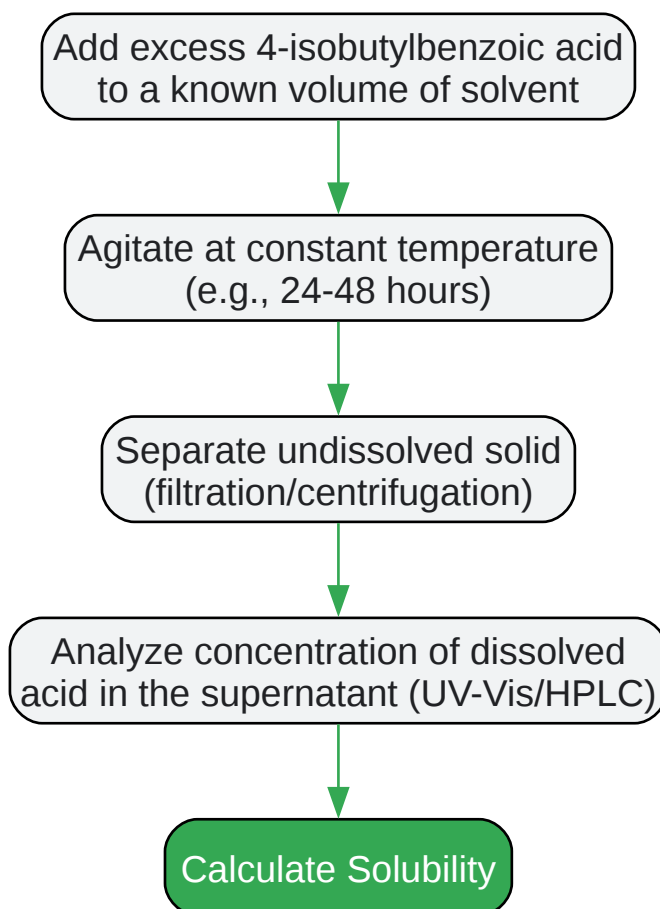 Add excess 4-isobutylbenzoic acid
to a known volume of solvent
Agitate at constant temperature
(e.g., 24-48 hours)
Separate undissolved solid
(filtration/centrifugation)
Analyze concentration of dissolved
acid in the supernatant (UV-Vis/HPLC)
Calculate Solubility